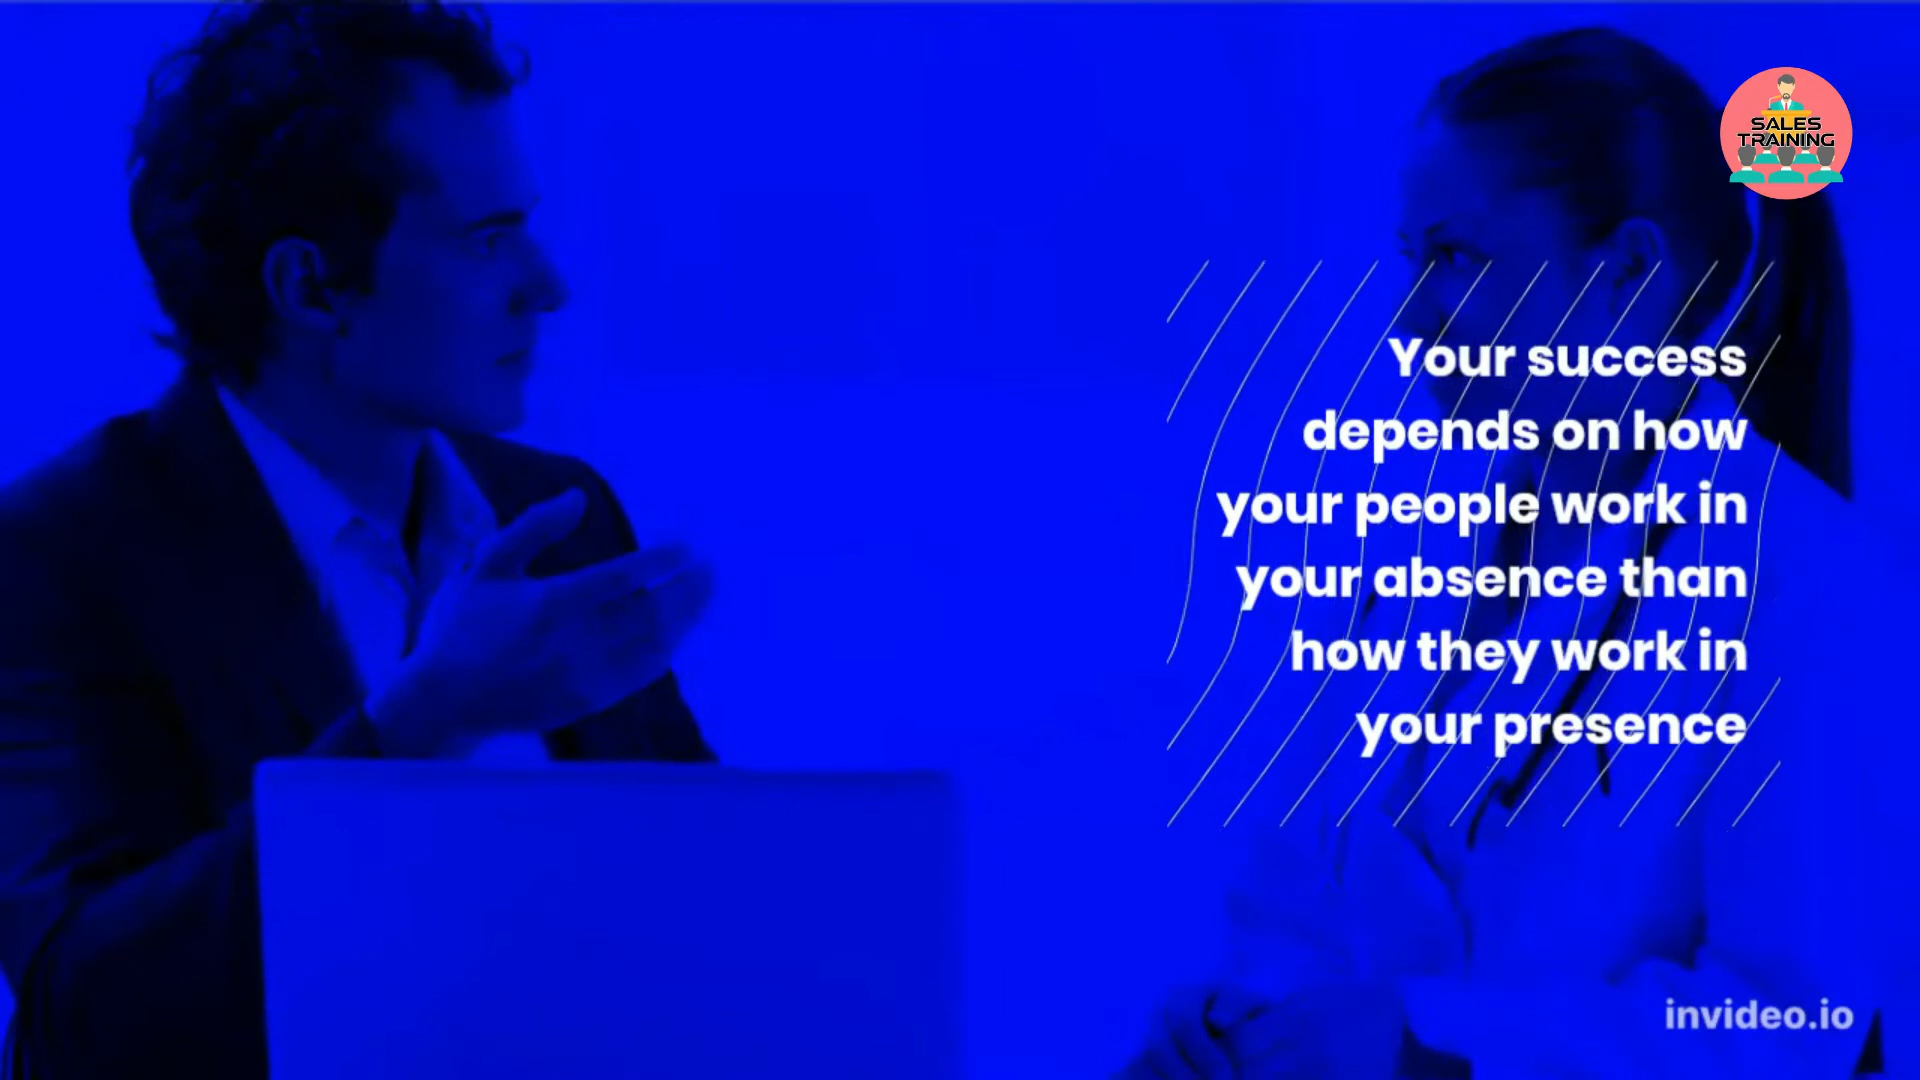 SALES
TRAINING
Your success
depends on how
your people work in
your absence than
how they work in
your presence
invideo.io